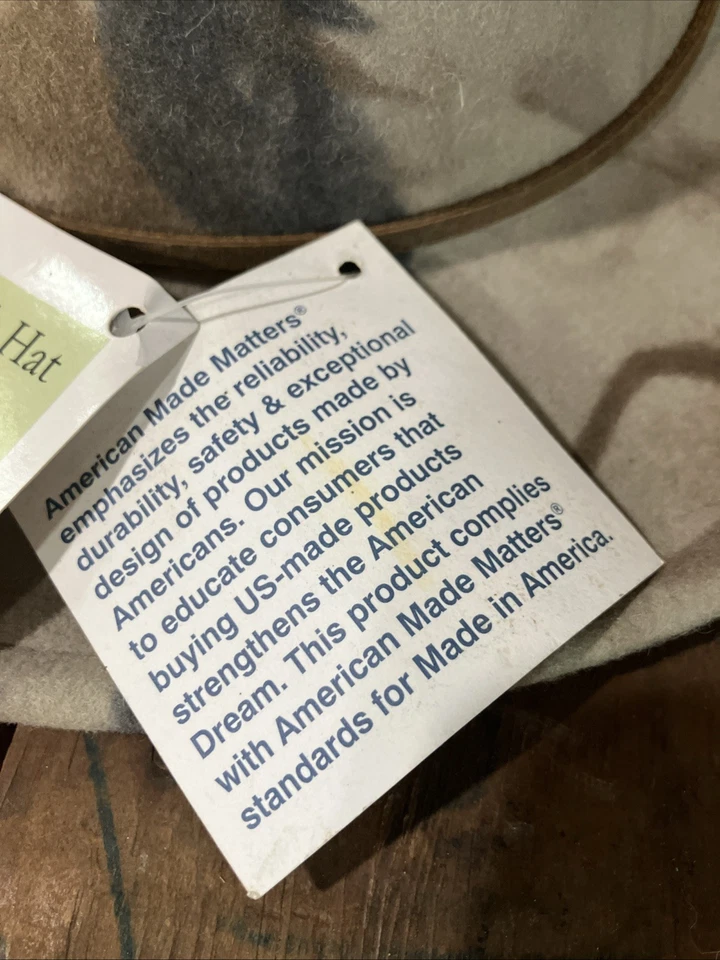 Hat
American Made Matters®
emphasizes the reliability,
durability, safety & exceptional
design of products made by
Americans. Our mission is
to educate consumers that
buying US-made products
strengthens the American
Dream. This product complies
with American Made Matters®
standards for Made in America.